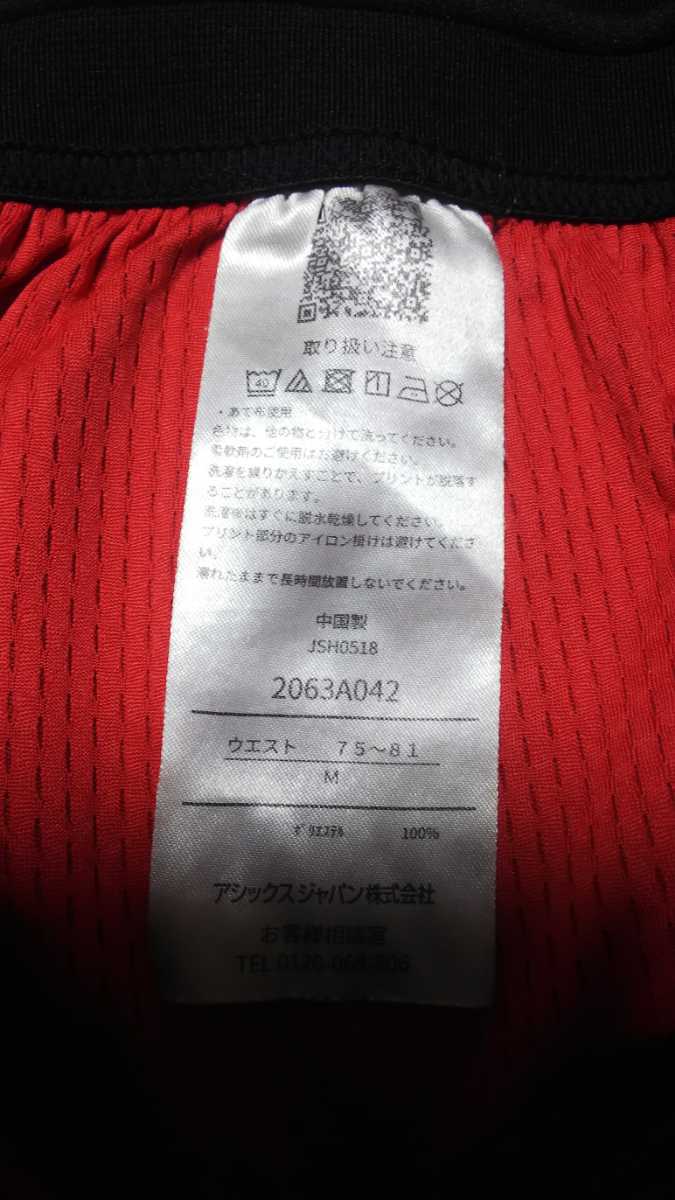 取り扱い注意
40
・あて布使用
色物は、他の物と分けて洗ってください。
柔軟剤のご使用はお避けください。
洗濯を繰りかえすことで、プリントが脱落す
ることがあります。
洗濯後はすぐに脱水乾燥してください。
プリント部分のアイロン掛けは避けてくださ
い。
濡れたままで長時間放置しないでください。
中国製
JSH0518
2063A042
ウエスト 75~81
M
ﾎﾟﾘｴｽﾃﾙ 100%
アシックスジャパン株式会社
お客様相談室
TEL